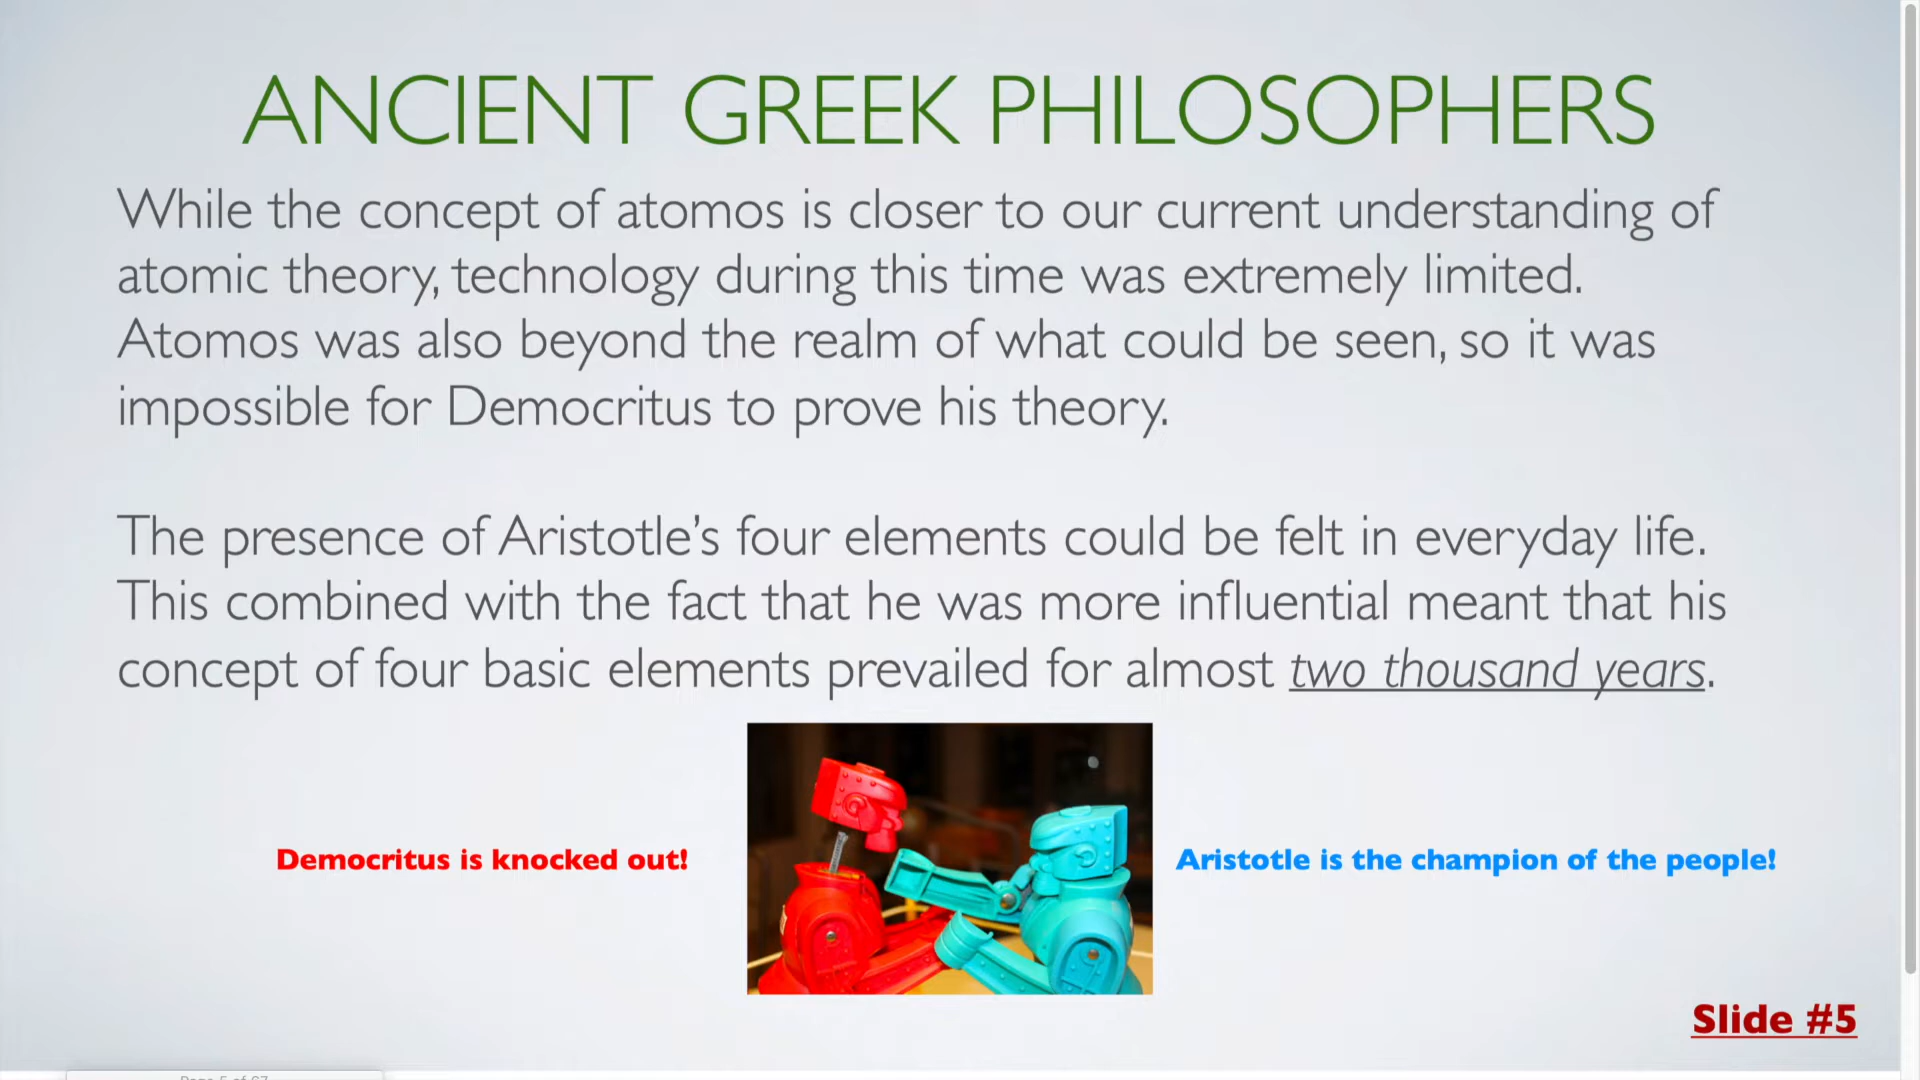 ANCIENT GREEK PHILOSOPHERS
While the concept of atomos is closer to our current understanding of
atomic theory, technology during this time was extremely limited.
Atomos was also beyond the realm of what could be seen, so it was
impossible for Democritus to prove his theory.
The presence of Aristotle’s four elements could be felt in everyday life.
This combined with the fact that he was more influential meant that his
concept of four basic elements prevailed for almost two thousand years.
Democritus is knocked out!
Aristotle is the champion of the people!
Slide #5
Page 5 of 67